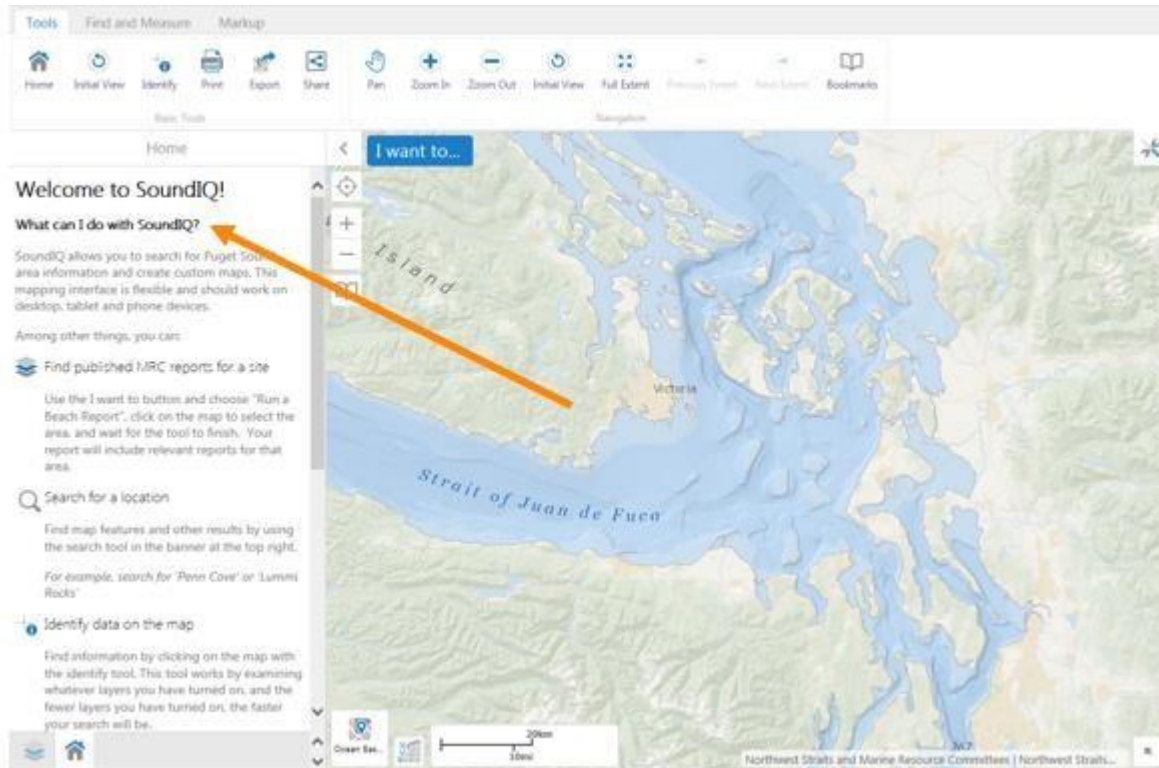 Tools Find and Measure Markup
Home Initial View Identify Print Export Share Pan Zoom In Zoom Out Initial View Full Extent Previous Extent Next Extent Bookmarks
Basic Tools Navigation
Home
I want to...
Welcome to SoundIQ!
What can I do with SoundIQ?
SoundIQ allows you to search for Puget
area information and create custom maps. This
mapping interface is flexible and should work on
desktop, tablet and phone devices.
Among other things, you can:
Find published MRC reports for a site
Use the I want to button and choose "Run a
Beach Report", click on the map to select the
area, and wait for the tool to finish. Your
report will include relevant reports for that
area.
Search for a location
Find map features and other results by using
the search tool in the banner at the top right.
For example, search for 'Penn Cove' or 'Lummi
Rocks'
Identify data on the map
Find information by clicking on the map with
the identify tool. This tool works by examining
whatever layers you have turned on, and the
fewer layers you have turned on, the faster
your search will be.
Island
Victoria
Strait of Juan de Fuca
Ocean Bas...
20km
10mi
Northwest Straits and Marine Resource Committees | Northwest Straits...